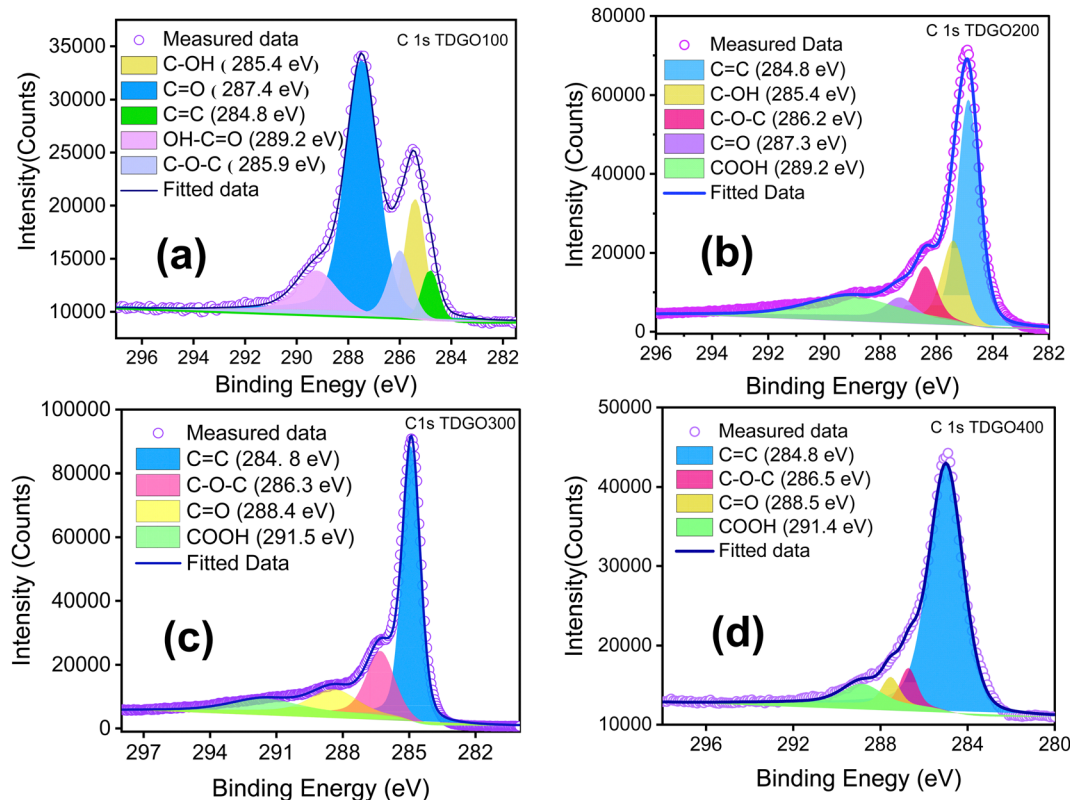 C 1s TDGO100
Measured data
C-OH ( 285.4 eV)
C=O ( 287.4 eV)
C=C (284.8 eV)
OH-C=O (289.2 eV)
C-O-C ( 285.9 eV)
Fitted data
(a)
Intensity(Counts)
35000
30000
25000
20000
15000
10000
296 294 292 290 288 286 284 282
Binding Enegy (eV)
C 1s TDGO200
Measured Data
C=C (284.8 eV)
C-OH (285.4 eV)
C-O-C (286.2 eV)
C=O (287.3 eV)
COOH (289.2 eV)
Fitted Data
(b)
Intensity (Counts)
80000
60000
40000
20000
0
296 294 292 290 288 286 284 282
Binding Energy (eV)
C1s TDGO300
Measured data
C=C (284. 8 eV)
C-O-C (286.3 eV)
C=O (288.4 eV)
COOH (291.5 eV)
Fitted Data
(c)
Intensity (Counts)
100000
80000
60000
40000
20000
0
297 294 291 288 285 282
Binding Enegy (eV)
C 1s TDGO400
Measured data
C=C (284.8 eV)
C-O-C (286.5 eV)
C=O (288.5 eV)
COOH (291.4 eV)
Fitted data
(d)
Intensity(Counts)
50000
40000
30000
20000
10000
296 292 288 284 280
Binding Enegy (eV)